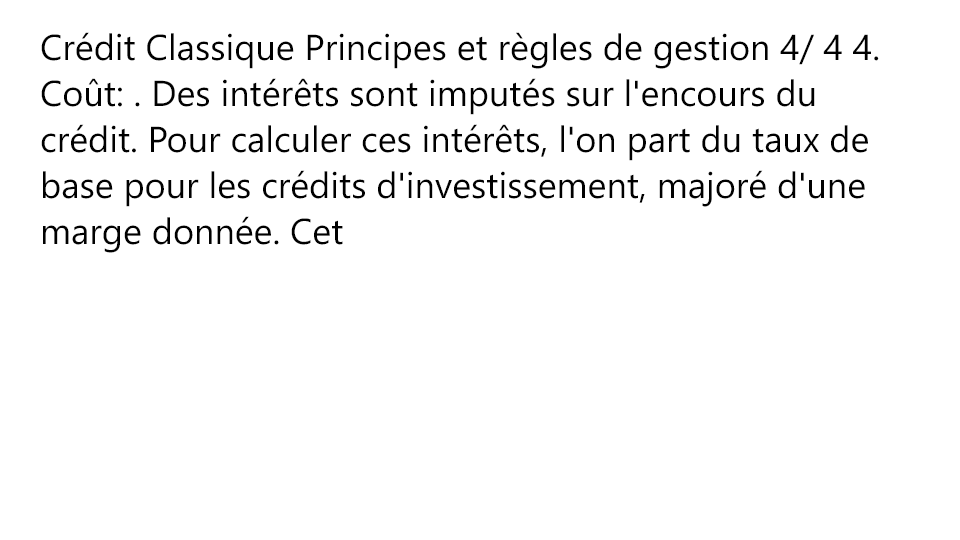 Crédit Classique Principes et règles de gestion 4/ 4 4.
Coût: . Des intérêts sont imputés sur l'encours du
crédit. Pour calculer ces intérêts, l'on part du taux de
base pour les crédits d'investissement, majoré d'une
marge donnée. Cet